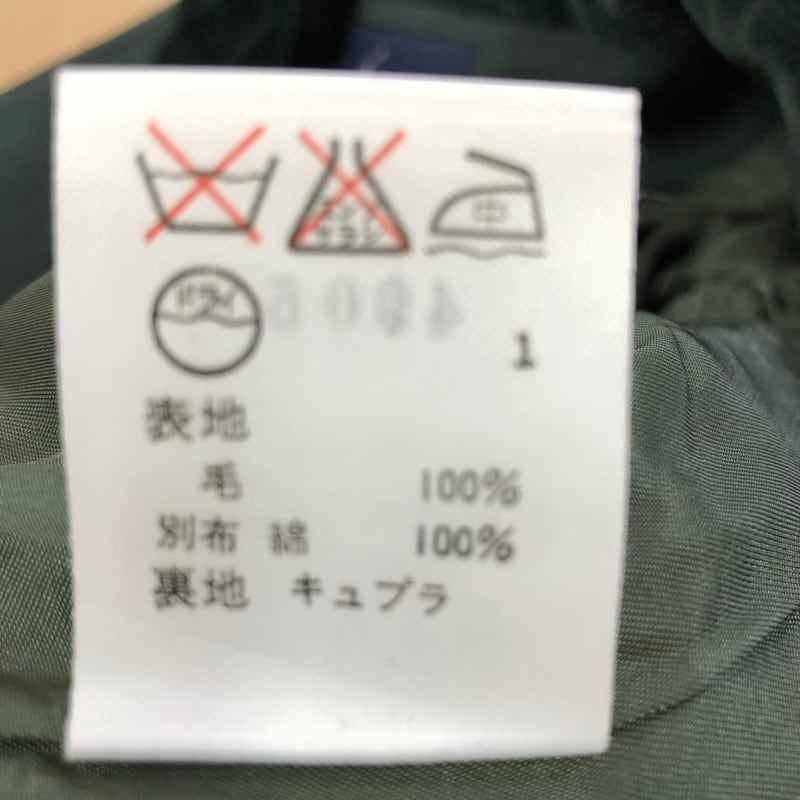 エンソ サラシ 中
ドライ
1
表地
毛 100%
別布 綿 100%
裏地 キュプラ